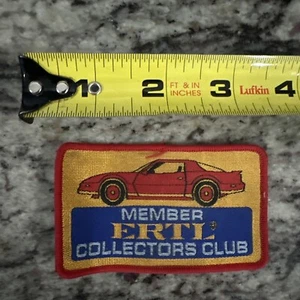 1 2 FT & IN 3 Lufkin 4
INCHES
MEMBER
ERTL®
COLLECTORS CLUB